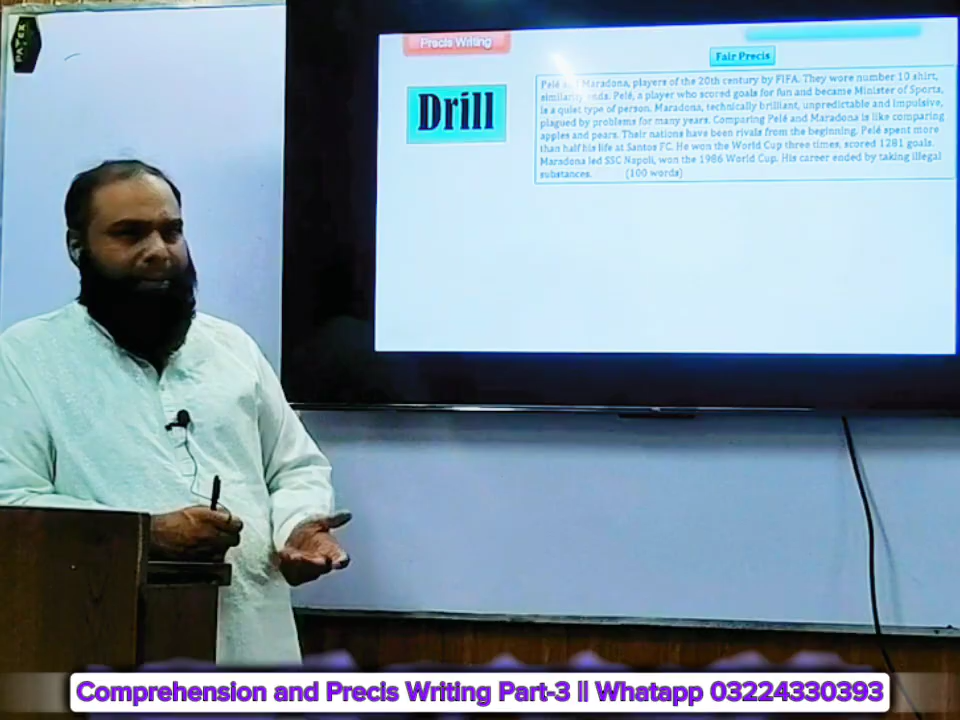 Precis Writing
Fair Precis
Drill
Pelé Maradona, players of the 20th century by FIFA. They wore number 10 shirt,
similarity ends. Pelé, a player who scored goals for fun and became Minister of Sports,
is a quiet type of person. Maradona, technically brilliant, unpredictable and impulsive,
plagued by problems for many years. Comparing Pelé and Maradona is like comparing
apples and pears. Their nations have been rivals from the beginning. Pelé spent more
than half his life at Santos FC. He won the World Cup three times, scored 1281 goals.
Maradona led SSC Napoli, won the 1986 World Cup. His career ended by taking illegal
substances. (100 words)
Comprehension and Precis Writing Part-3 || Whatapp 03224330393